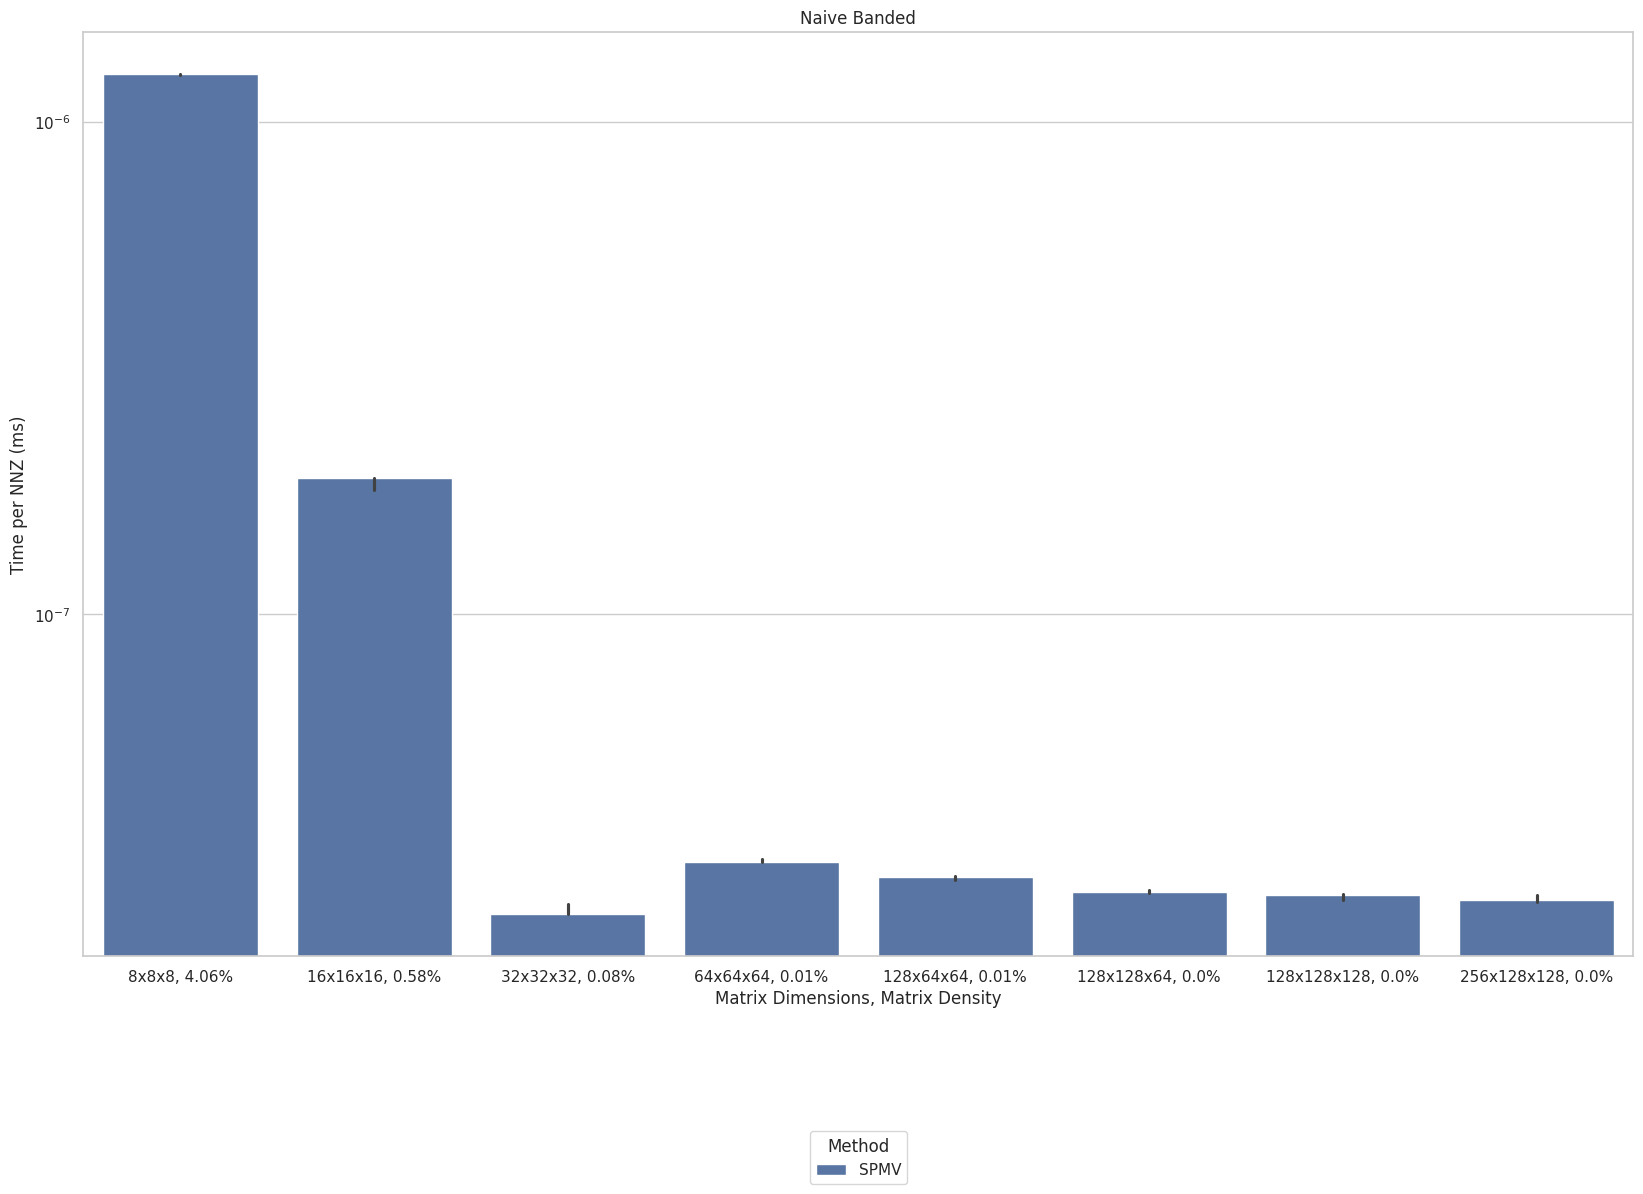 Naive Banded
Time per NNZ (ms)
10⁻⁶
10⁻⁷
8x8x8, 4.06%
16x16x16, 0.58%
32x32x32, 0.08%
64x64x64, 0.01%
128x64x64, 0.01%
128x128x64, 0.0%
128x128x128, 0.0%
256x128x128, 0.0%
Matrix Dimensions, Matrix Density
Method
SPMV